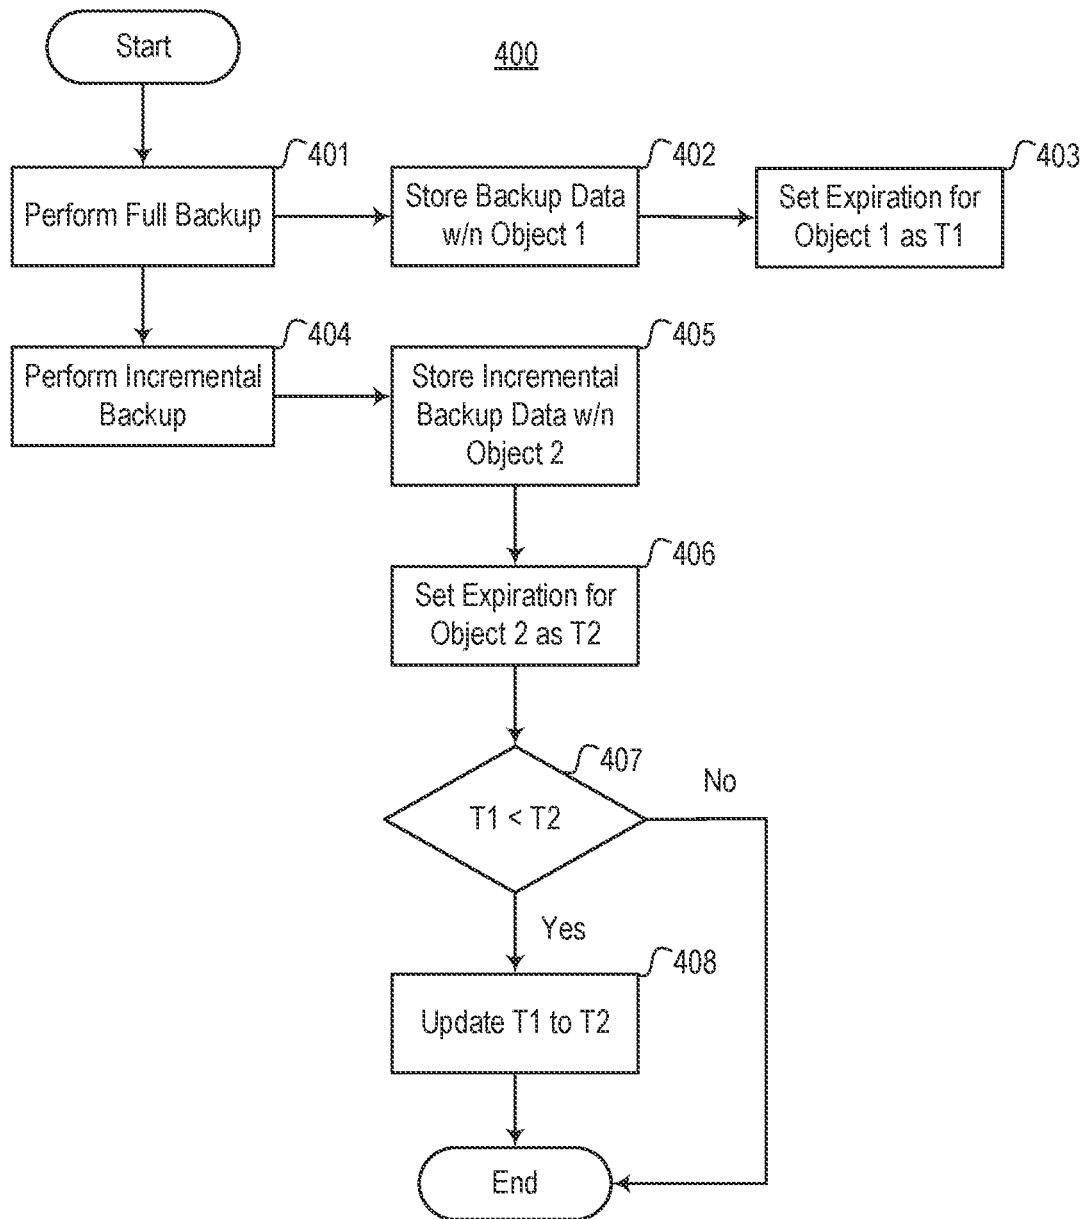 Start
400
401
Perform Full Backup
402
Store Backup Data
w/n Object 1
403
Set Expiration for
Object 1 as T1
404
Perform Incremental
Backup
405
Store Incremental
Backup Data w/n
Object 2
406
Set Expiration for
Object 2 as T2
407
T1 < T2
No
Yes
408
Update T1 to T2
End